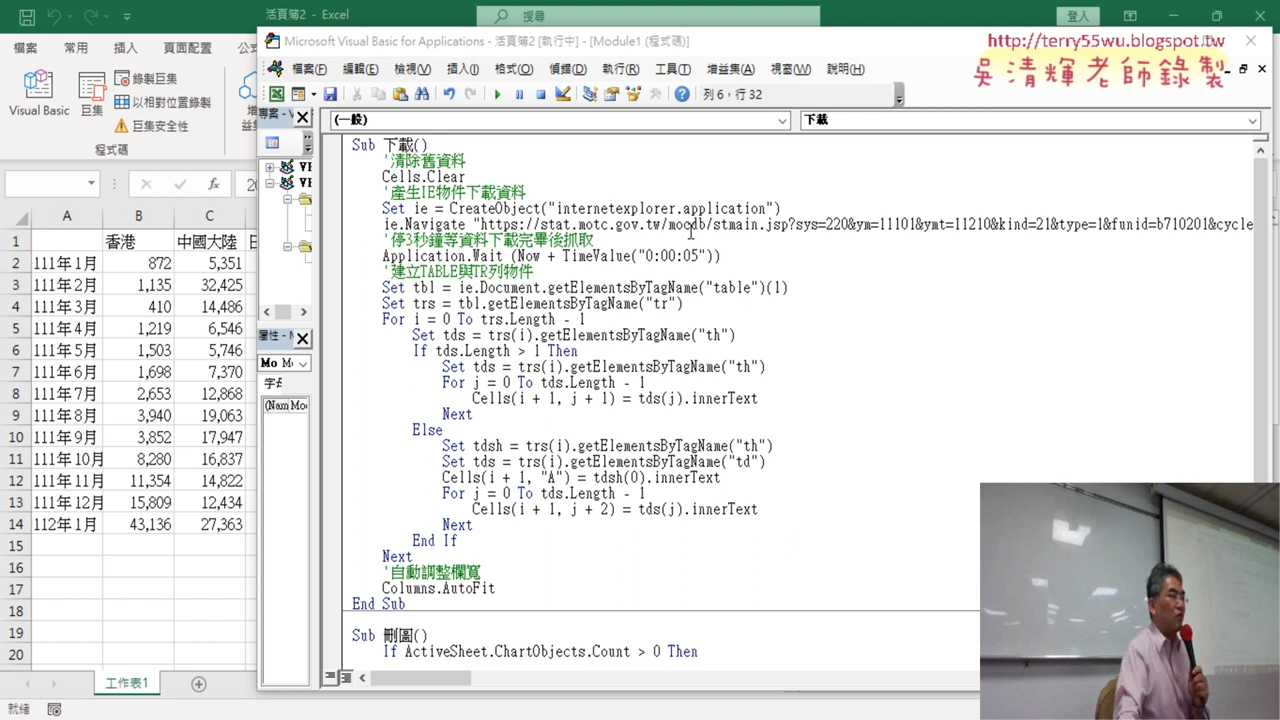 活頁簿2 - Excel
搜尋
登入
檔案 常用 插入 頁面配置
Visual Basic
巨集
錄製巨集
以相對位置錄製
巨集安全性
程式碼
Microsoft Visual Basic for Applications - 活頁簿2 [執行中] - [Module1 (程式碼)]
http://terry55wu.blogspot.tw
吳清輝老師錄製
檔案(F) 編輯(E) 檢視(V) 插入(I) 格式(O) 偵錯(D) 執行(R) 工具(T) 增益集(A) 視窗(W) 說明(H)
列 6，行 32
(一般)
下載
Sub 下載()
'清除舊資料
Cells.Clear
'產生IE物件下載資料
Set ie = CreateObject("internetexplorer.application")
ie.Navigate "https://stat.motc.gov.tw/mocdb/stmain.jsp?sys=220&ym=11101&ymt=11210&kind=21&type=1&funid=b710201&cycle
'停3秒鐘等資料下載完畢後抓取
Application.Wait (Now + TimeValue("0:00:05"))
'建立TABLE與TR列物件
Set tbl = ie.Document.getElementsByTagName("table")(1)
Set trs = tbl.getElementsByTagName("tr")
For i = 0 To trs.Length - 1
Set tds = trs(i).getElementsByTagName("th")
If tds.Length > 1 Then
Set tds = trs(i).getElementsByTagName("th")
For j = 0 To tds.Length - 1
Cells(i + 1, j + 1) = tds(j).innerText
Next
Else
Set tdsh = trs(i).getElementsByTagName("th")
Set tds = trs(i).getElementsByTagName("td")
Cells(i + 1, "A") = tdsh(0).innerText
For j = 0 To tds.Length - 1
Cells(i + 1, j + 2) = tds(j).innerText
Next
End If
Next
'自動調整欄寬
Columns.AutoFit
End Sub
Sub 刪圖()
If ActiveSheet.ChartObjects.Count > 0 Then
A B C
1 香港 中國大陸
2 111年1月 872 5,351
3 111年2月 1,135 32,425
4 111年3月 410 14,486
5 111年4月 1,219 6,546
6 111年5月 1,503 5,746
7 111年6月 1,698 7,370
8 111年7月 2,653 12,868
9 111年8月 3,940 19,063
10 111年9月 3,852 17,947
11 111年10月 8,280 16,837
12 111年11月 11,354 14,822
13 111年12月 15,809 12,434
14 112年1月 43,136 27,363
15
16
17
18
19
20
工作表1
就緒